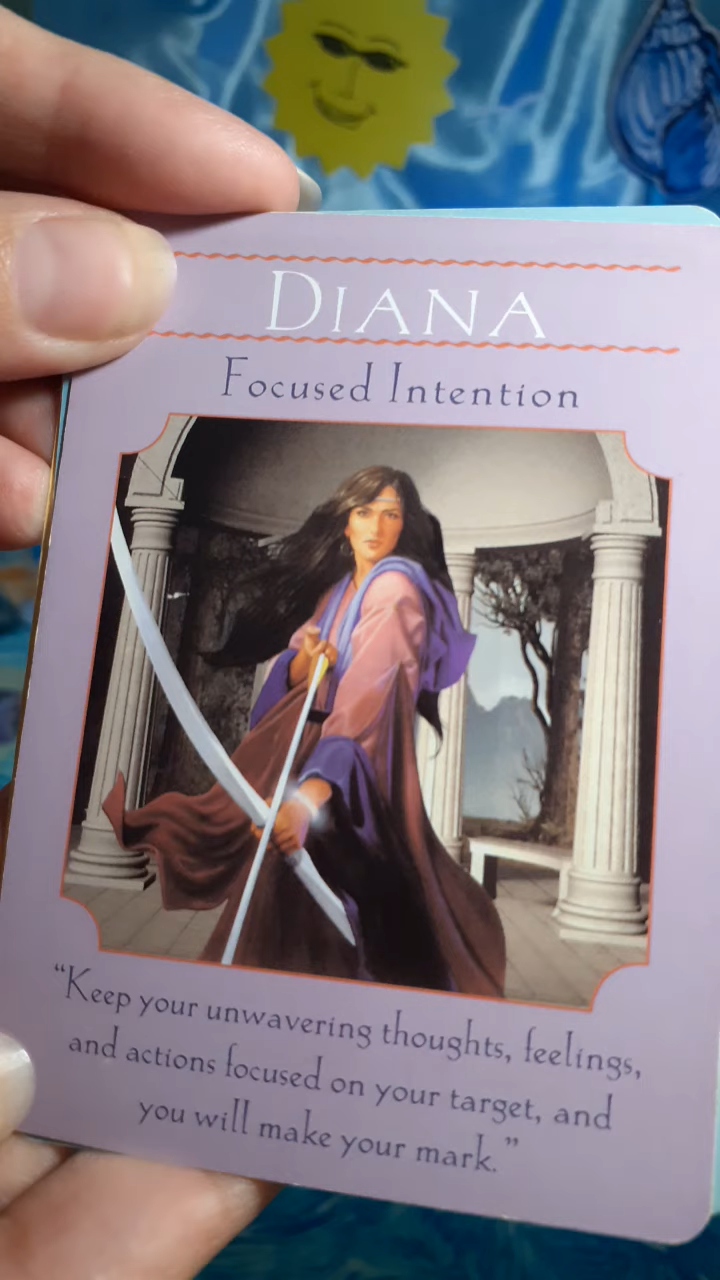 DIANA
Focused Intention
“Keep your unwavering thoughts, feelings,
and actions focused on your target, and
you will make your mark.”